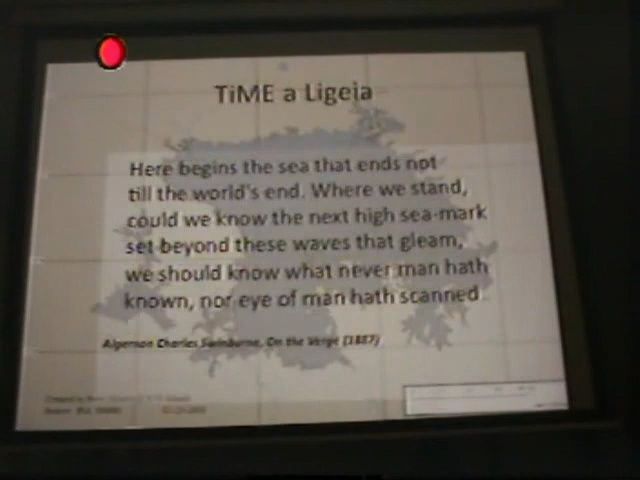 TiME a Ligeia
Here begins the sea that ends not
till the world's end. Where we stand,
could we know the next high sea-mark
set beyond these waves that gleam,
we should know what never man hath
known, nor eye of man hath scanned
Algernon Charles Swinburne, On the Verge (1887)